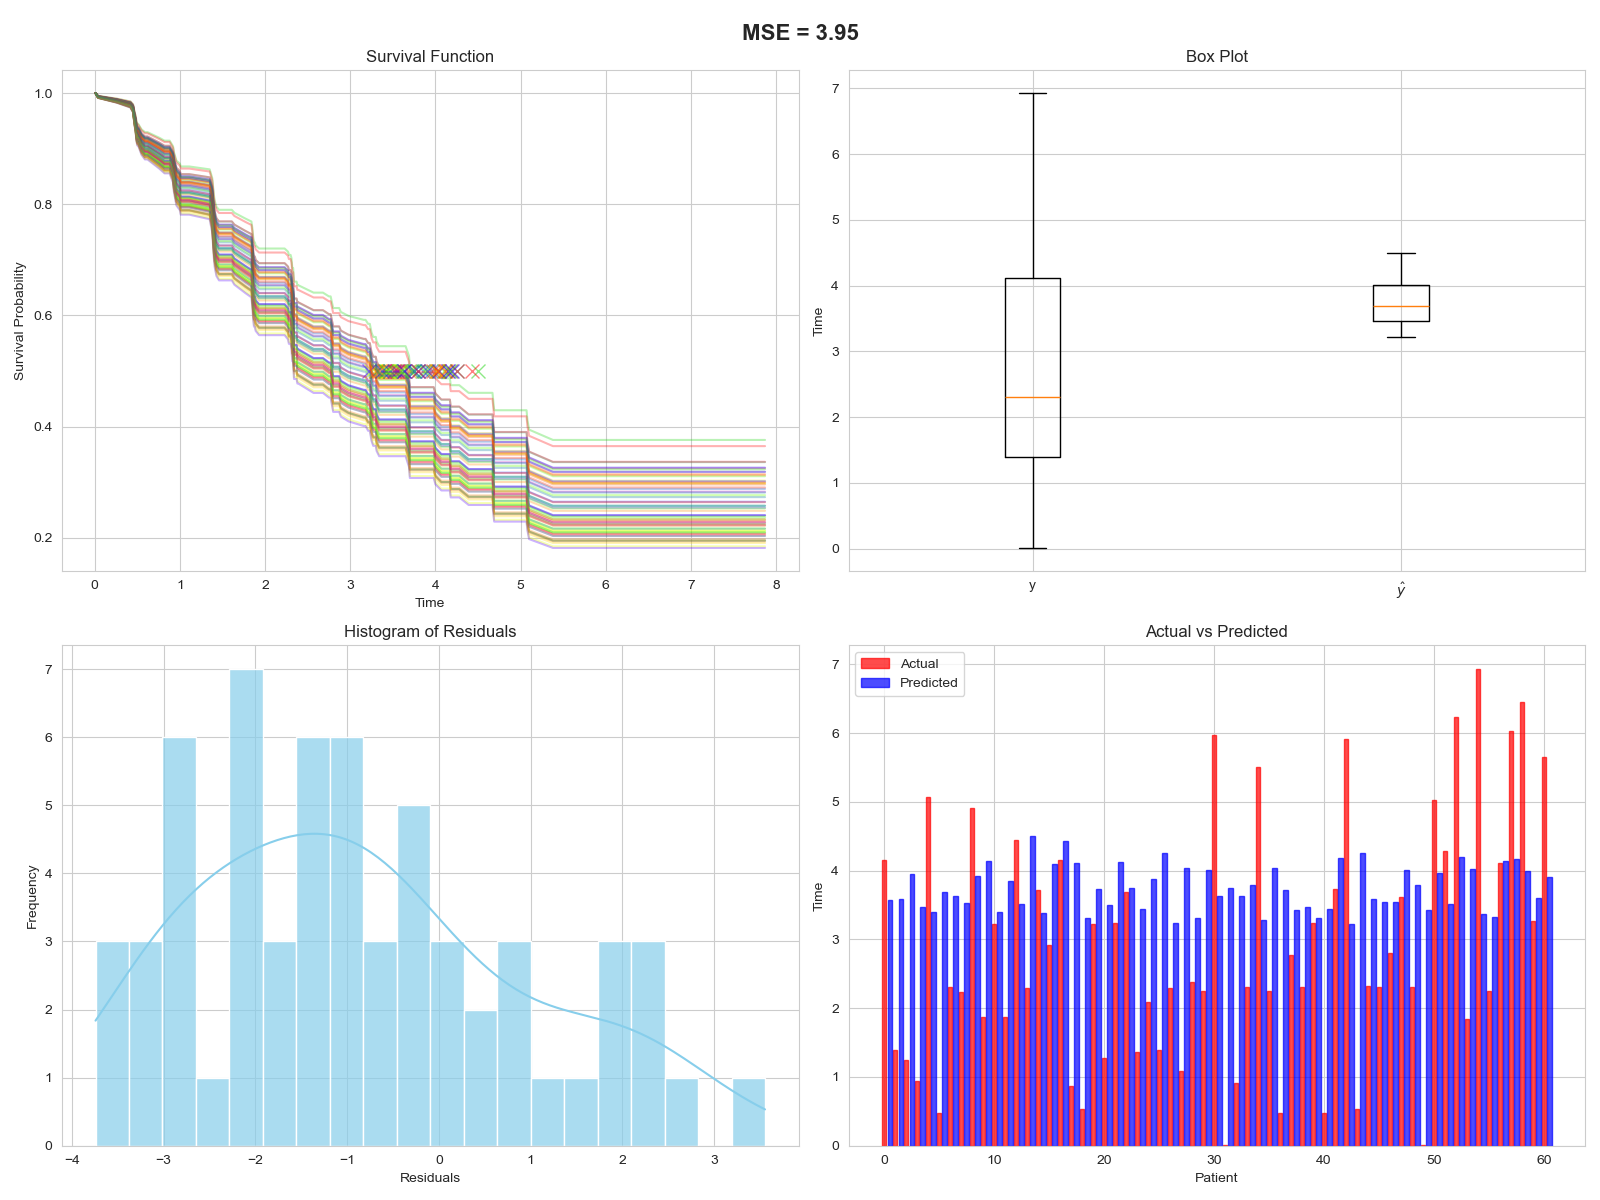 MSE = 3.95
Survival Function
Survival Probability
1.0
0.8
0.6
0.4
0.2
0 1 2 3 4 5 6 7 8
Time
Box Plot
Time
7
6
5
4
3
2
1
0
y ŷ
Histogram of Residuals
Frequency
7
6
5
4
3
2
1
0
−4 −3 −2 −1 0 1 2 3
Residuals
Actual vs Predicted
Actual
Predicted
Time
7
6
5
4
3
2
1
0
0 10 20 30 40 50 60
Patient